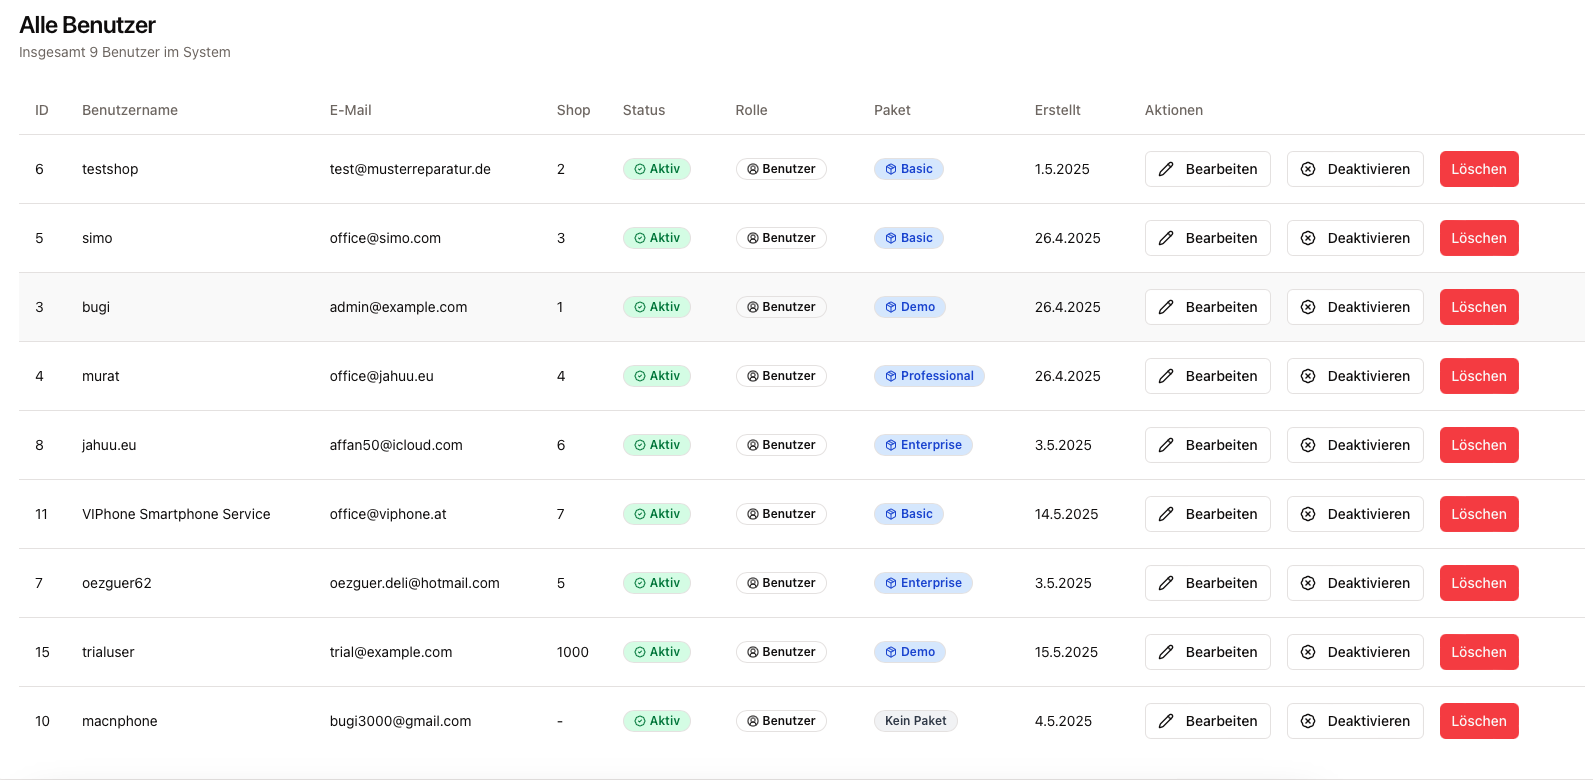 Alle Benutzer
Insgesamt 9 Benutzer im System
ID Benutzername E-Mail Shop Status Rolle Paket Erstellt Aktionen
6 testshop test@musterreparatur.de 2 Aktiv Benutzer Basic 1.5.2025 Bearbeiten Deaktivieren Löschen
5 simo office@simo.com 3 Aktiv Benutzer Basic 26.4.2025 Bearbeiten Deaktivieren Löschen
3 bugi admin@example.com 1 Aktiv Benutzer Demo 26.4.2025 Bearbeiten Deaktivieren Löschen
4 murat office@jahuu.eu 4 Aktiv Benutzer Professional 26.4.2025 Bearbeiten Deaktivieren Löschen
8 jahuu.eu affan50@icloud.com 6 Aktiv Benutzer Enterprise 3.5.2025 Bearbeiten Deaktivieren Löschen
11 VIPhone Smartphone Service office@viphone.at 7 Aktiv Benutzer Basic 14.5.2025 Bearbeiten Deaktivieren Löschen
7 oezguer62 oezguer.deli@hotmail.com 5 Aktiv Benutzer Enterprise 3.5.2025 Bearbeiten Deaktivieren Löschen
15 trialuser trial@example.com 1000 Aktiv Benutzer Demo 15.5.2025 Bearbeiten Deaktivieren Löschen
10 macnphone bugi3000@gmail.com - Aktiv Benutzer Kein Paket 4.5.2025 Bearbeiten Deaktivieren Löschen